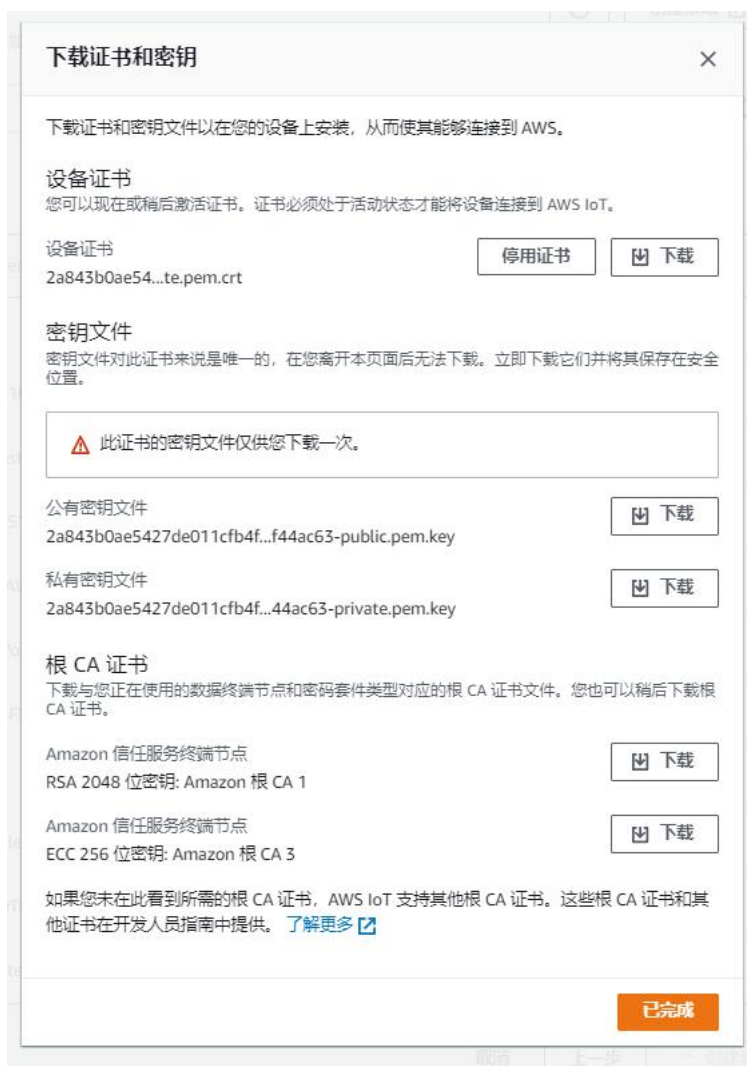 下载证书和密钥
下载证书和密钥文件以在您的设备上安装，从而使其能够连接到 AWS。
设备证书
您可以现在或稍后激活证书。证书必须处于活动状态才能将设备连接到 AWS IoT。
设备证书
停用证书
下载
2a843b0ae54...te.pem.crt
密钥文件
密钥文件对此证书来说是唯一的，在您离开本页面后无法下载。立即下载它们并将其保存在安全
位置。
此证书的密钥文件仅供您下载一次。
公有密钥文件
下载
2a843b0ae5427de011cfb4f...f44ac63-public.pem.key
私有密钥文件
下载
2a843b0ae5427de011cfb4f...44ac63-private.pem.key
根 CA 证书
下载与您正在使用的数据终端节点和密码套件类型对应的根 CA 证书文件。您也可以稍后下载根
CA 证书。
Amazon 信任服务终端节点
下载
RSA 2048 位密钥: Amazon 根 CA 1
Amazon 信任服务终端节点
下载
ECC 256 位密钥: Amazon 根 CA 3
如果您未在此看到所需的根 CA 证书，AWS IoT 支持其他根 CA 证书。这些根 CA 证书和其
他证书在开发人员指南中提供。 了解更多
已完成
取消
上一步